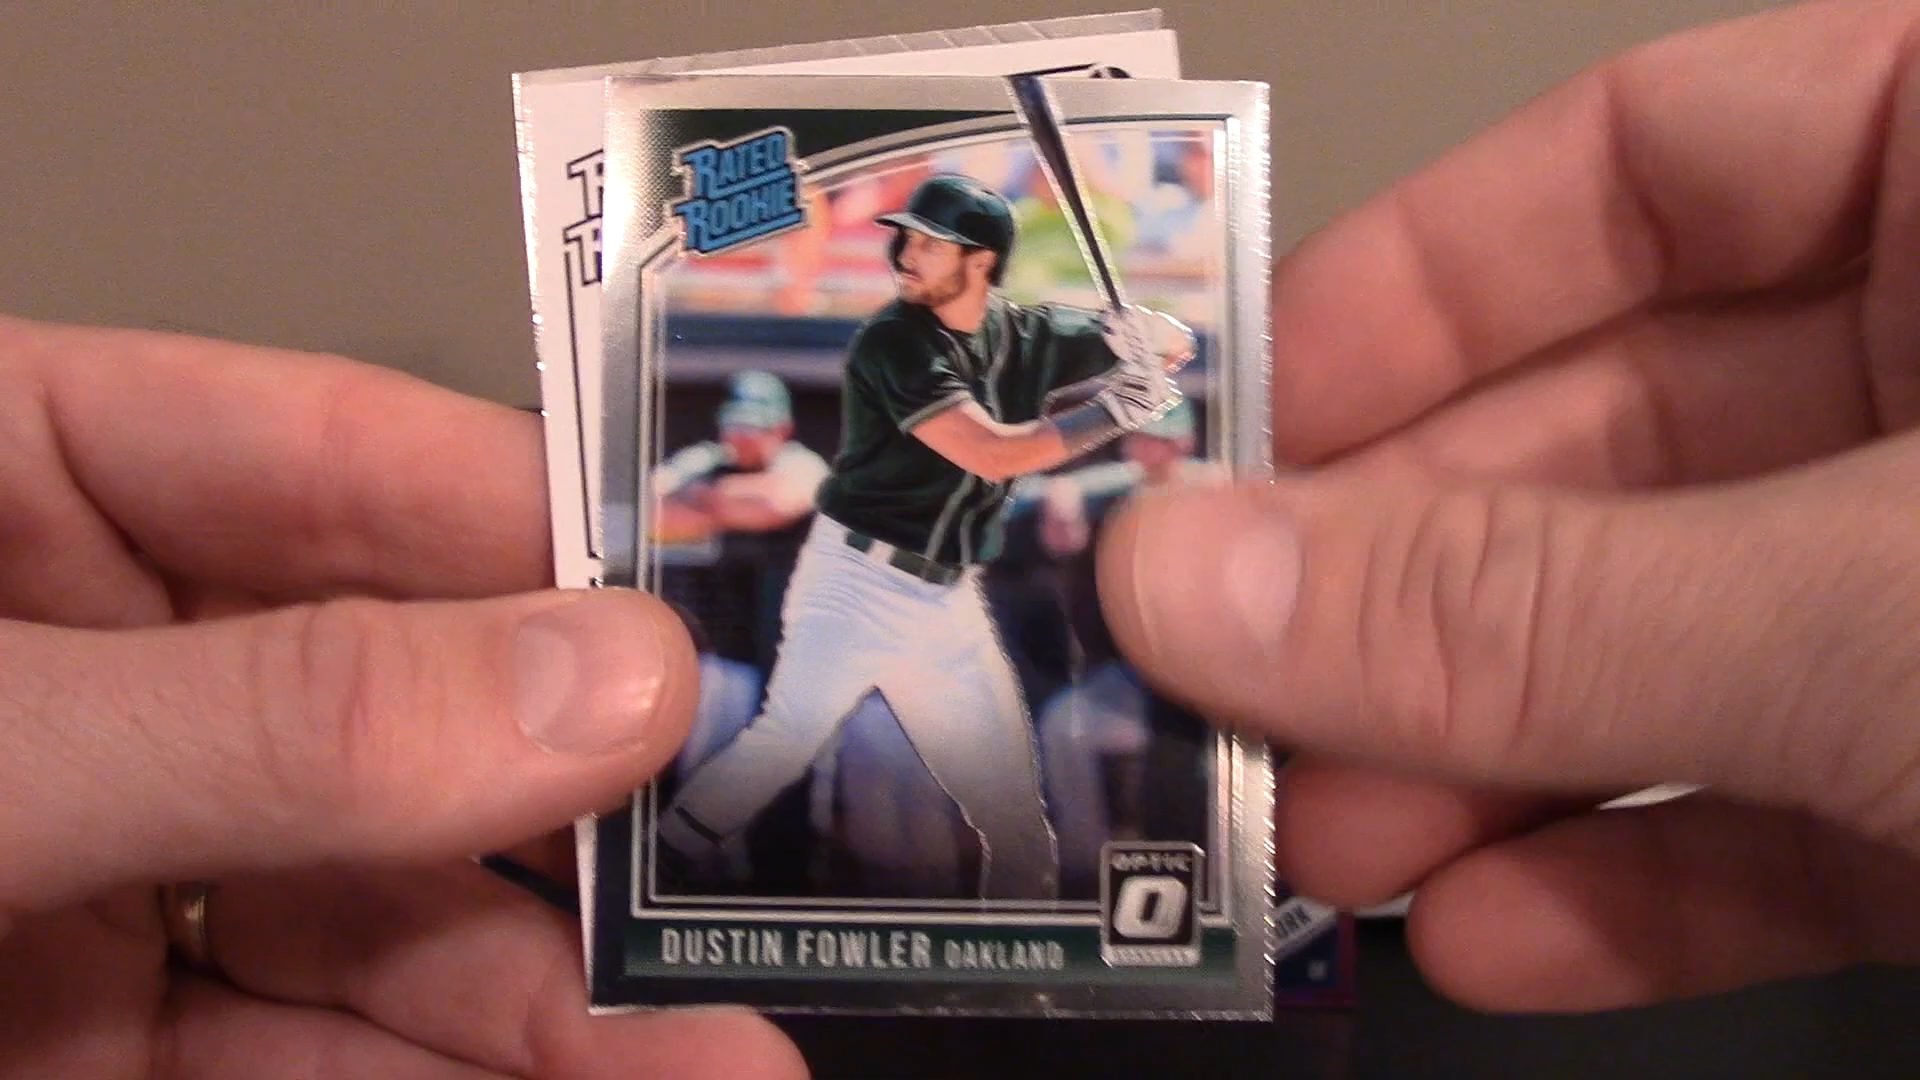 RATED
ROOKIE
OPTIC
O
DUSTIN FOWLER OAKLAND